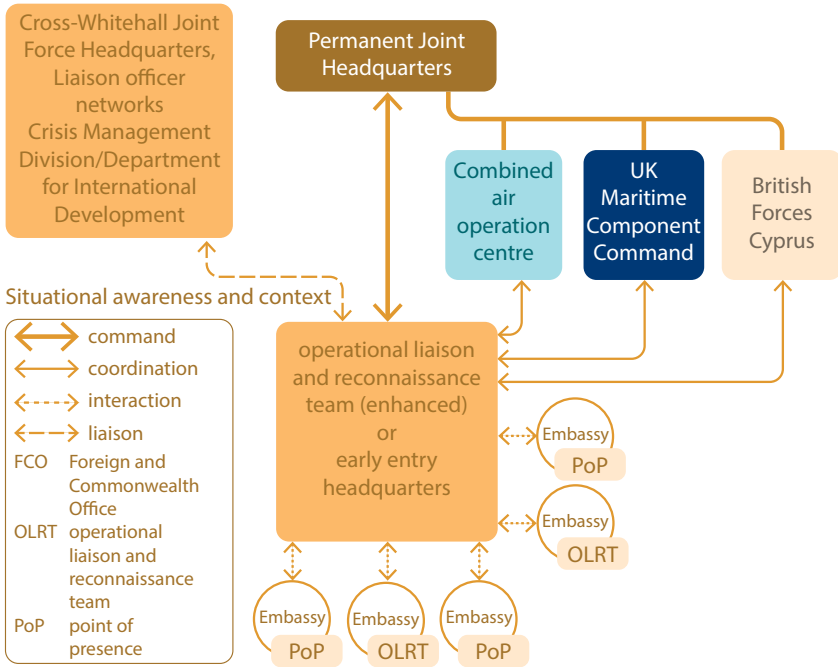 Cross-Whitehall Joint
Force Headquarters,
Liaison officer
networks
Crisis Management
Division/Department
for International
Development
Permanent Joint
Headquarters
Combined
air
operation
centre
UK
Maritime
Component
Command
British
Forces
Cyprus
Situational awareness and context
command
coordination
interaction
liaison
FCO Foreign and
Commonwealth
Office
OLRT operational
liaison and
reconnaissance
team
PoP point of
presence
operational liaison
and reconnaissance
team (enhanced)
or
early entry
headquarters
Embassy
PoP
Embassy
OLRT
Embassy
PoP
Embassy
OLRT
Embassy
PoP